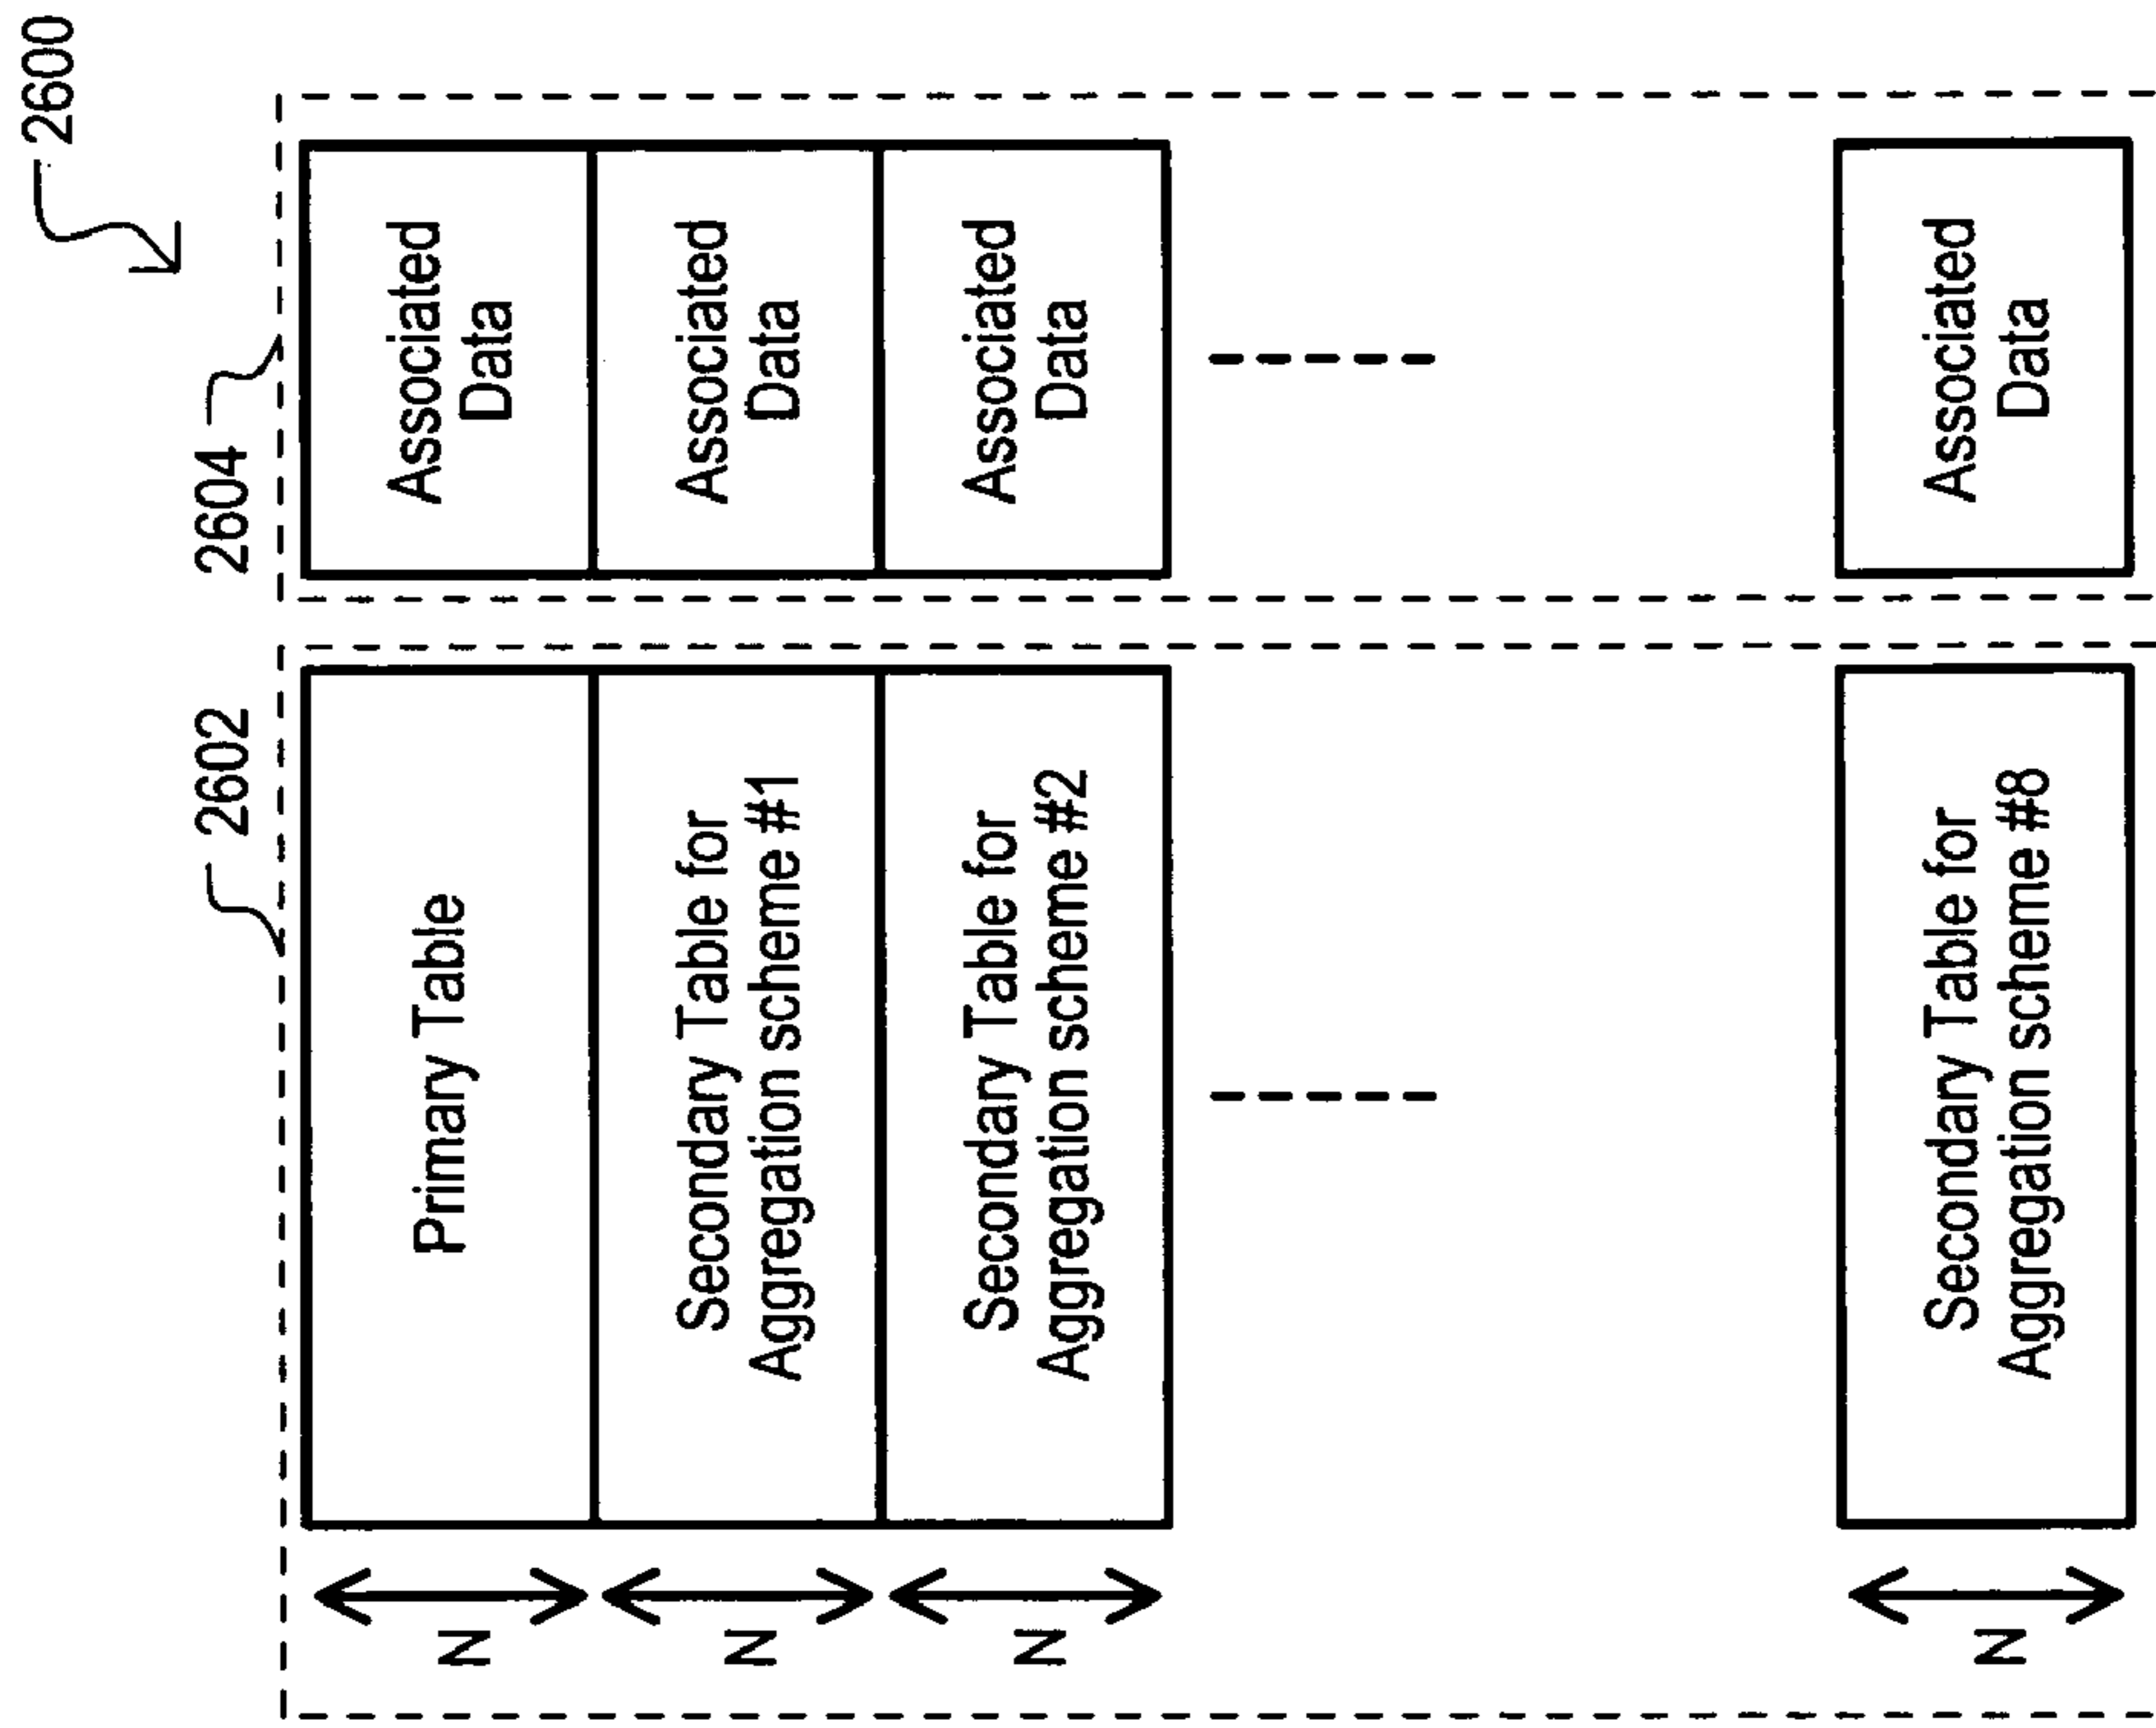 2600
2602
2604
N
Primary Table
Associated
Data
N
Secondary Table for
Aggregation scheme #1
Associated
Data
N
Secondary Table for
Aggregation scheme #2
Associated
Data
N
Secondary Table for
Aggregation scheme #8
Associated
Data